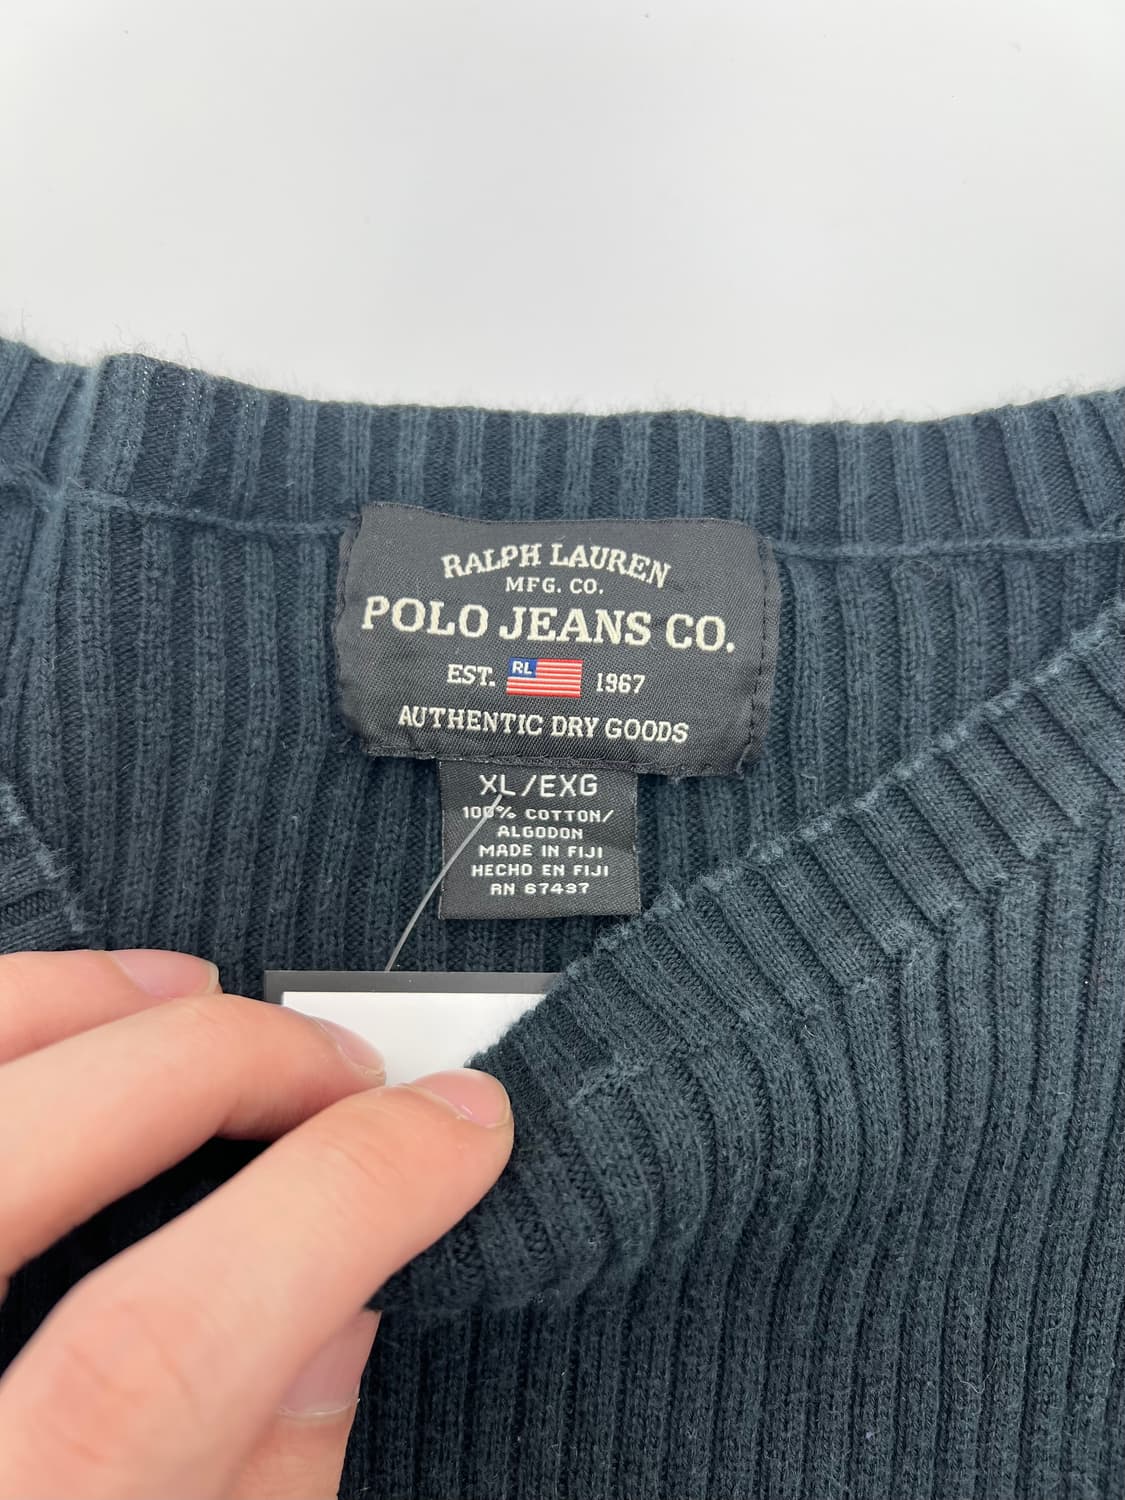 RALPH LAUREN
MFG. CO.
POLO JEANS CO.
EST. RL 1967
AUTHENTIC DRY GOODS
XL/EXG
100% COTTON/
ALGODON
MADE IN FIJI
HECHO EN FIJI
RN 67437